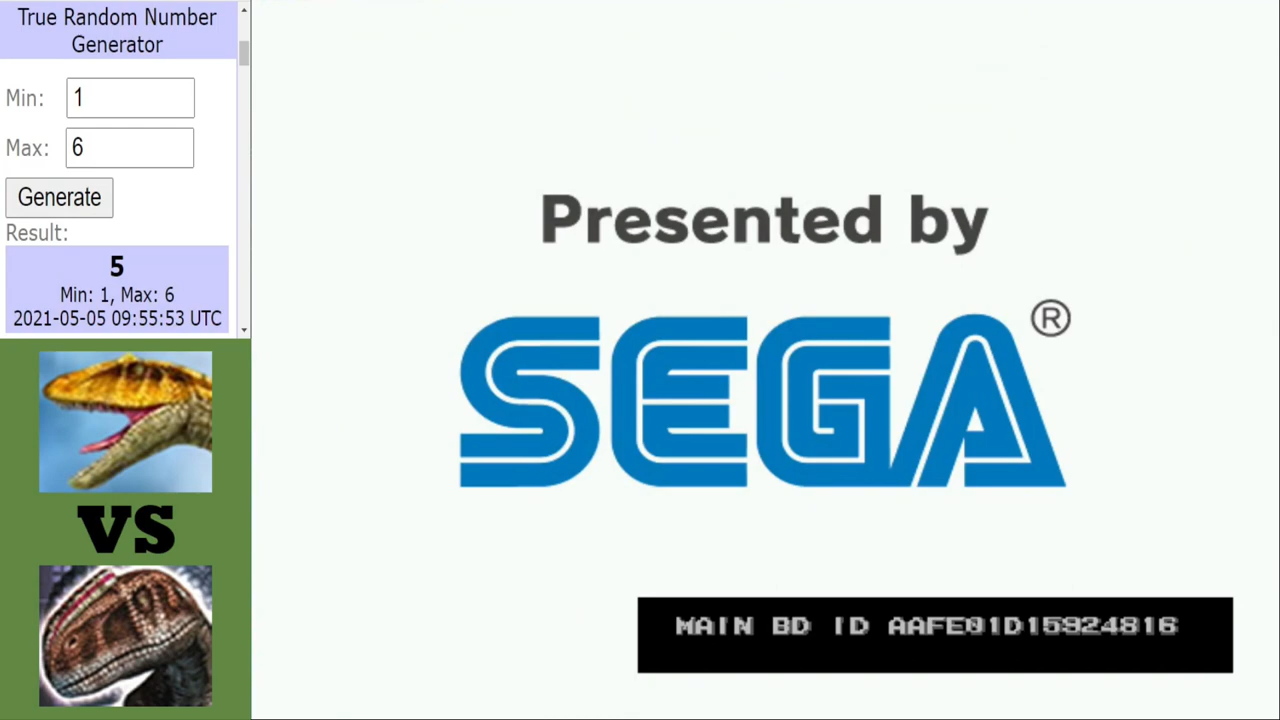 True Random Number
Generator
Min: 1
Max: 6
Generate
Result:
5
Min: 1, Max: 6
2021-05-05 09:55:53 UTC
VS
Presented by
SEGA®
MAIN BD ID AAFE01D15924816